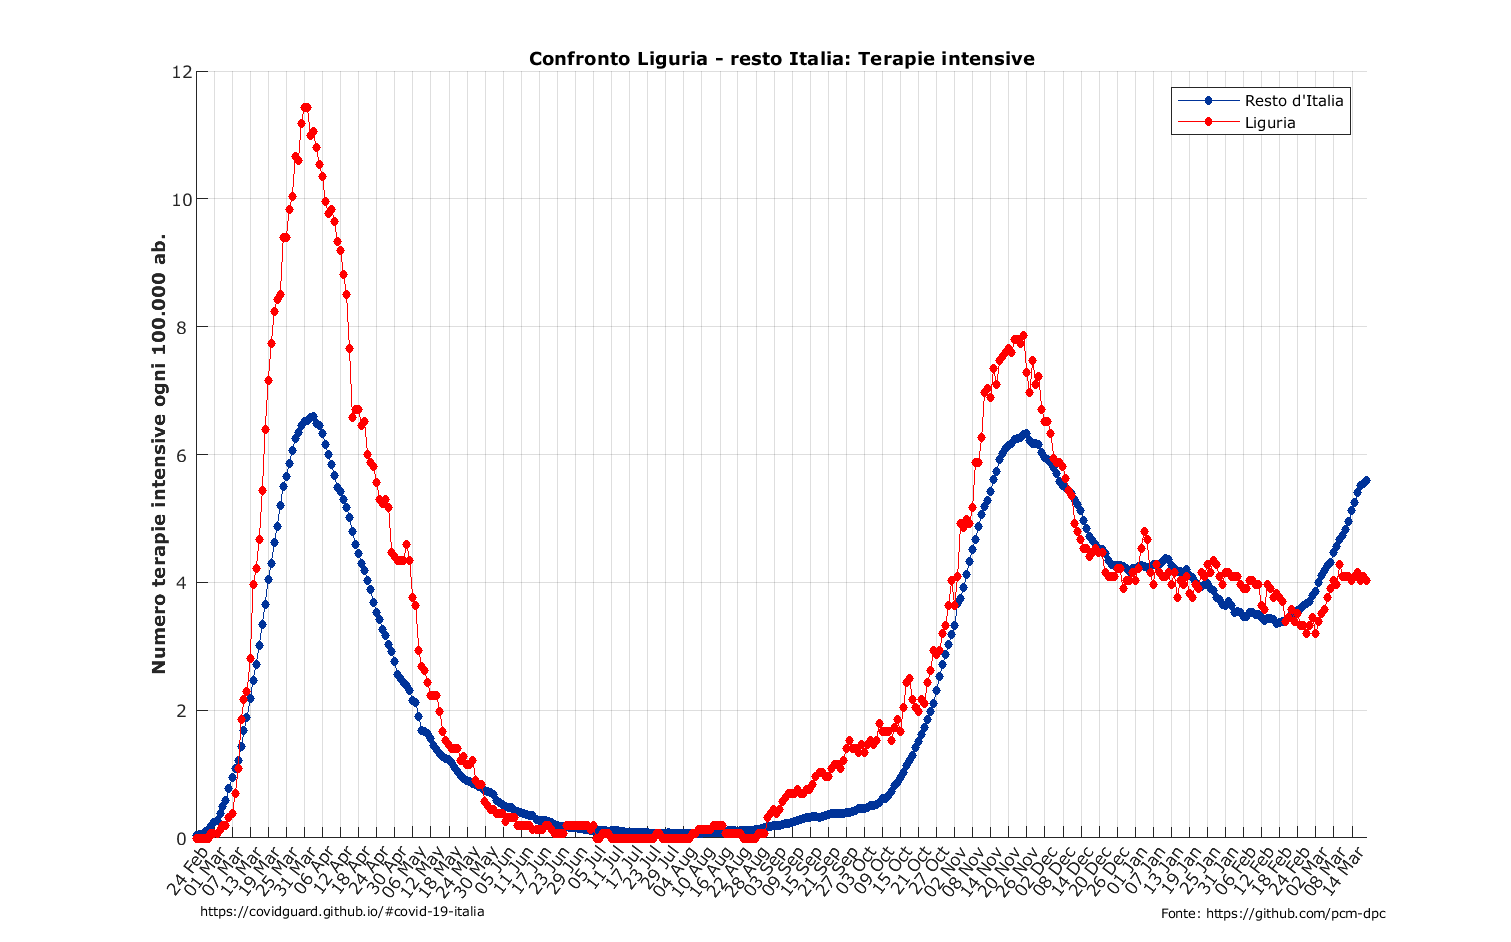 Confronto Liguria - resto Italia: Terapie intensive
Resto d'Italia
Liguria
Numero terapie intensive ogni 100.000 ab.
12
10
8
6
4
2
0
24 Feb
01 Mar
07 Mar
13 Mar
19 Mar
25 Mar
31 Mar
06 Apr
12 Apr
18 Apr
24 Apr
30 Apr
06 May
12 May
18 May
24 May
30 May
05 Jun
11 Jun
17 Jun
23 Jun
29 Jun
05 Jul
11 Jul
17 Jul
23 Jul
29 Jul
04 Aug
10 Aug
16 Aug
22 Aug
28 Aug
03 Sep
09 Sep
15 Sep
21 Sep
27 Sep
03 Oct
09 Oct
15 Oct
21 Oct
27 Oct
02 Nov
08 Nov
14 Nov
20 Nov
26 Nov
02 Dec
08 Dec
14 Dec
20 Dec
26 Dec
01 Jan
07 Jan
13 Jan
19 Jan
25 Jan
31 Jan
06 Feb
12 Feb
18 Feb
24 Feb
02 Mar
08 Mar
14 Mar
https://covidguard.github.io/#covid-19-italia
Fonte: https://github.com/pcm-dpc